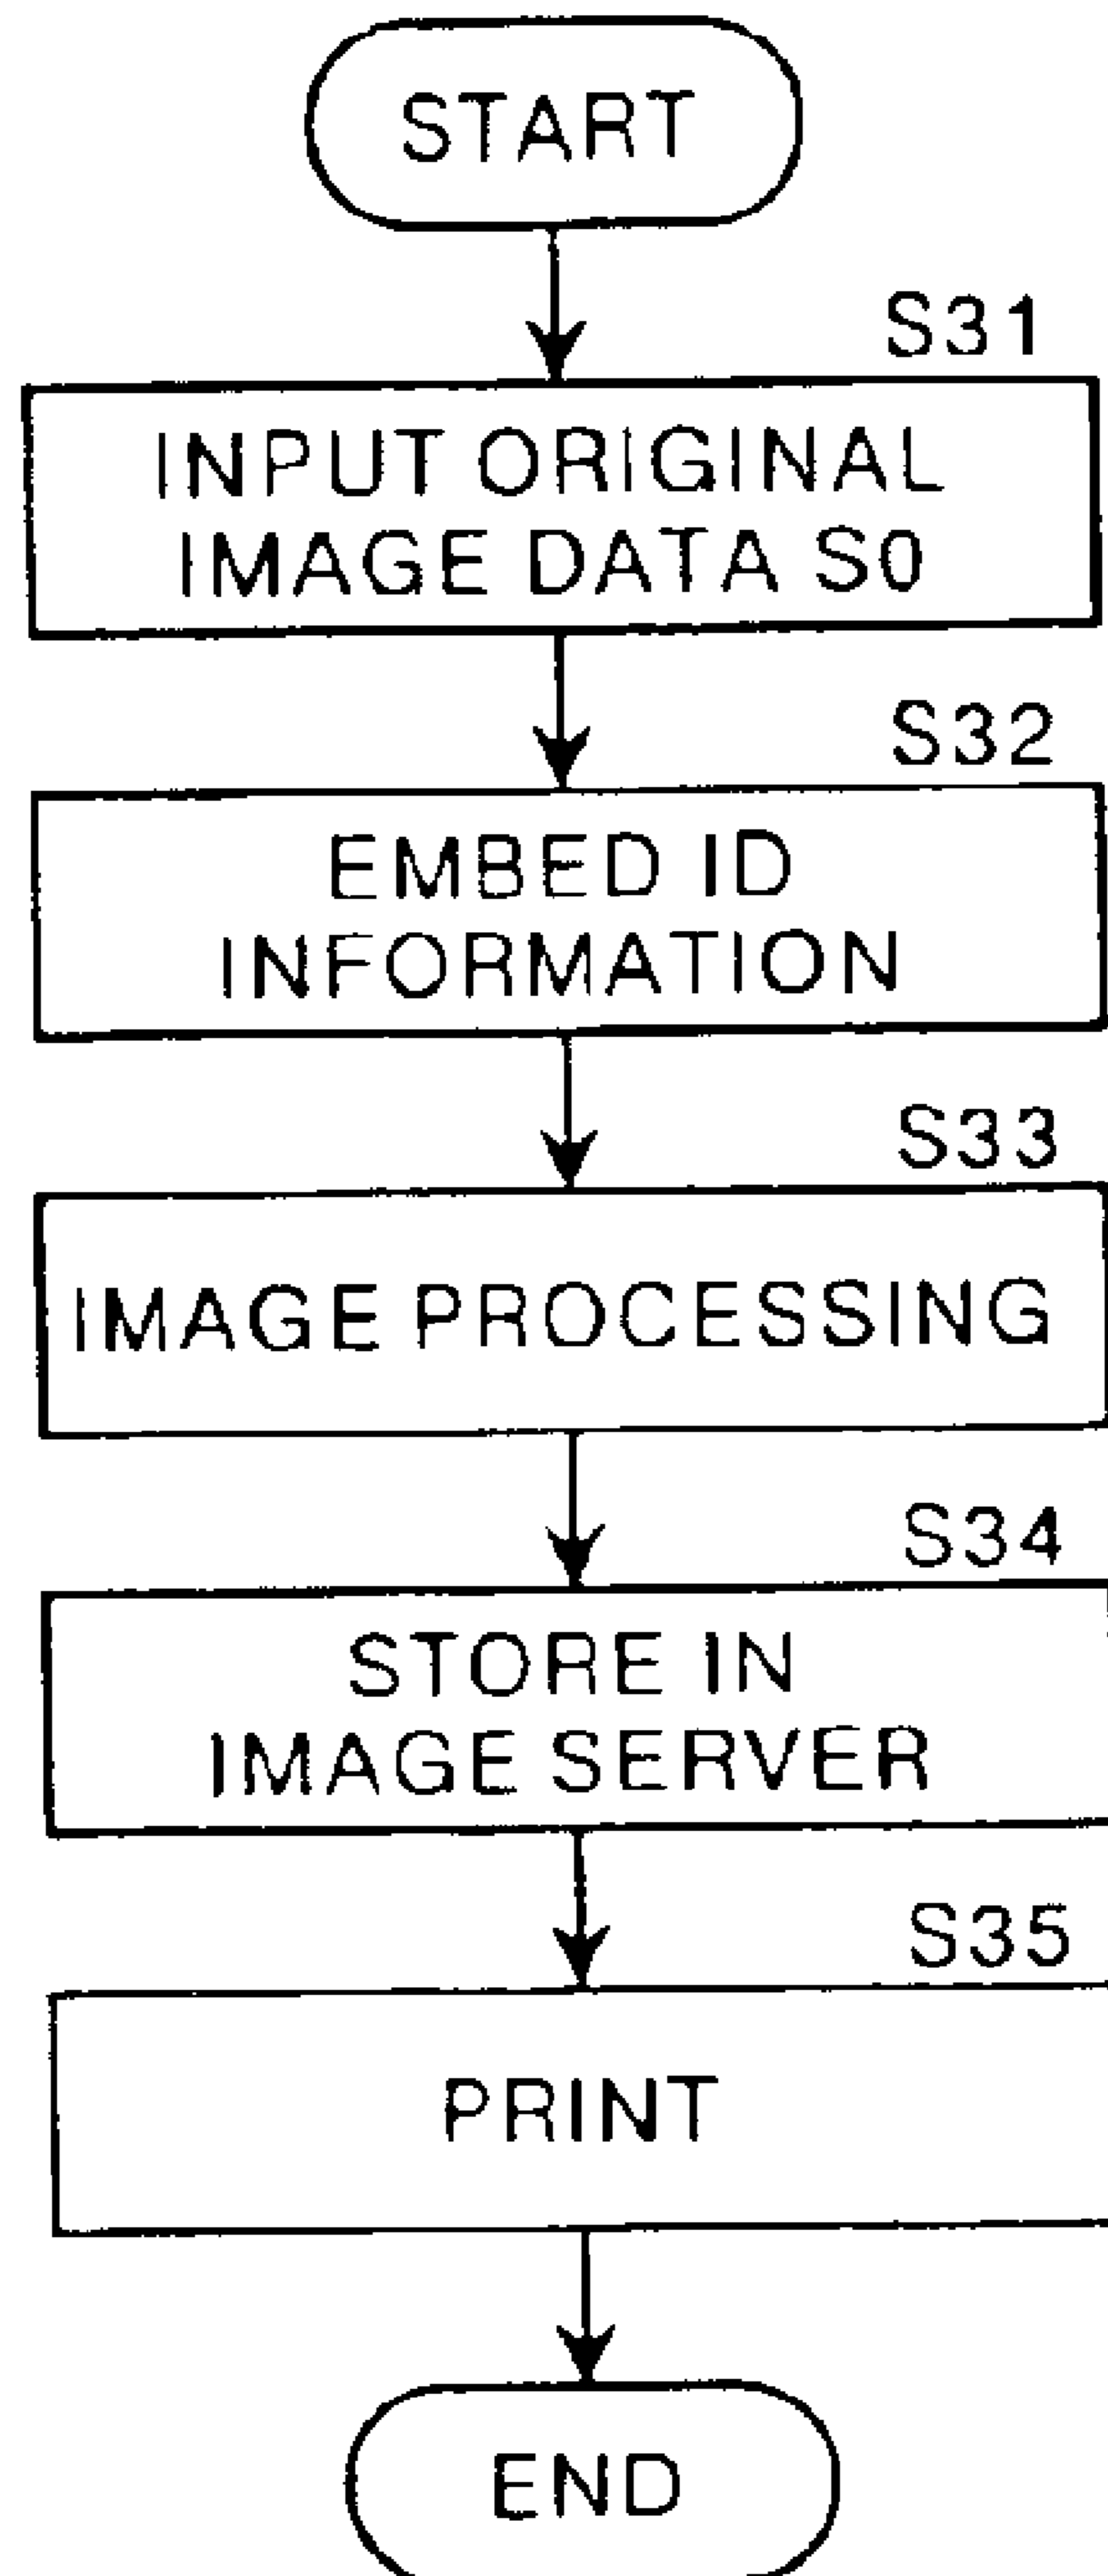 START
S31
INPUT ORIGINAL
IMAGE DATA S0
S32
EMBED ID
INFORMATION
S33
IMAGE PROCESSING
S34
STORE IN
IMAGE SERVER
S35
PRINT
END